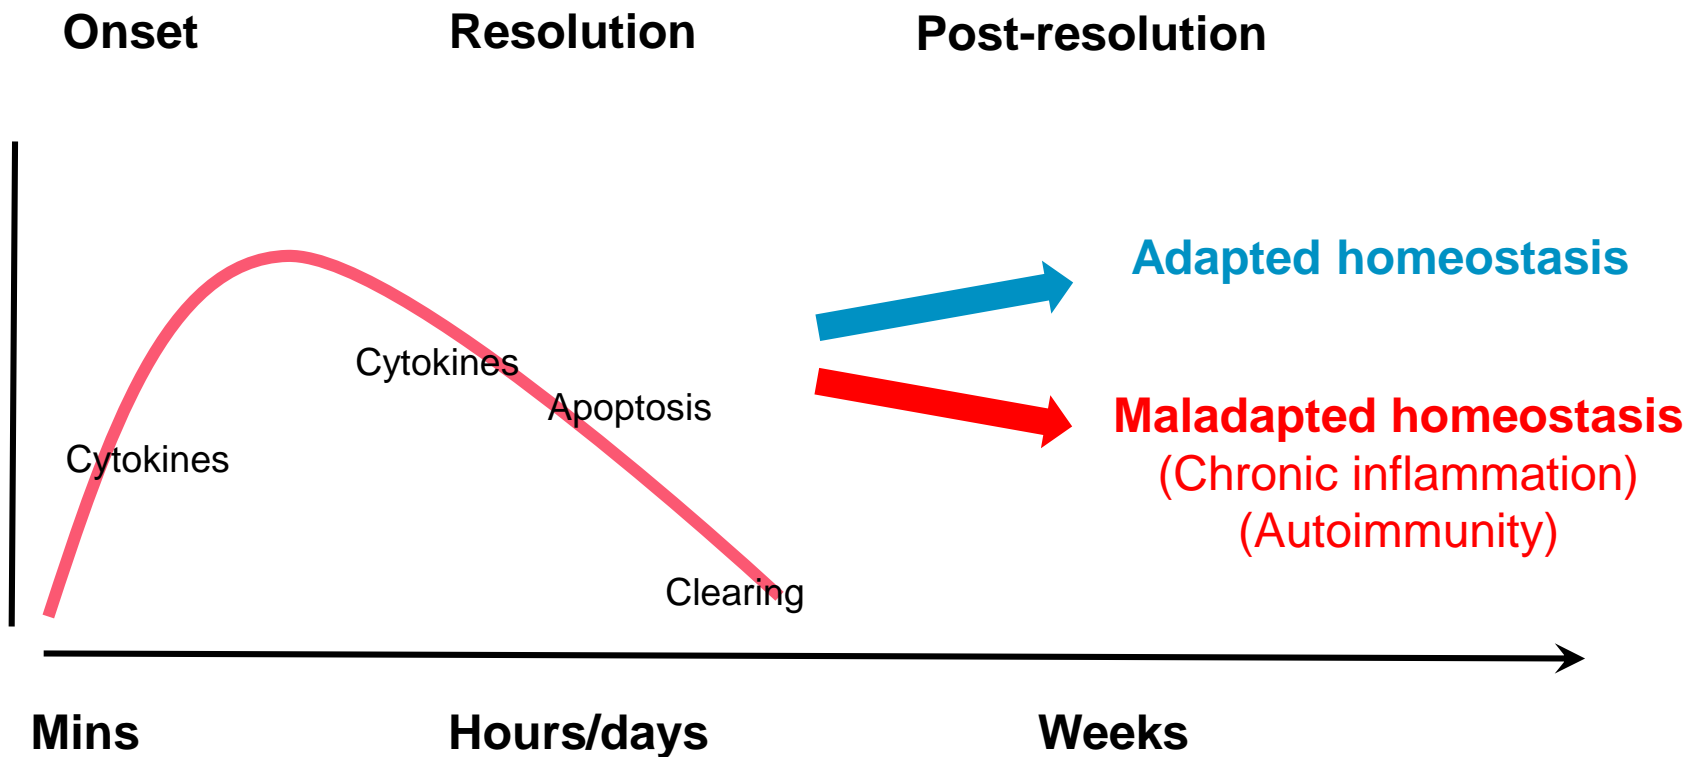 Onset
Resolution
Post-resolution
Adapted homeostasis
Cytokines
Apoptosis
Maladapted homeostasis
Cytokines
(Chronic inflammation)
(Autoimmunity)
Clearing
Mins
Hours/days
Weeks